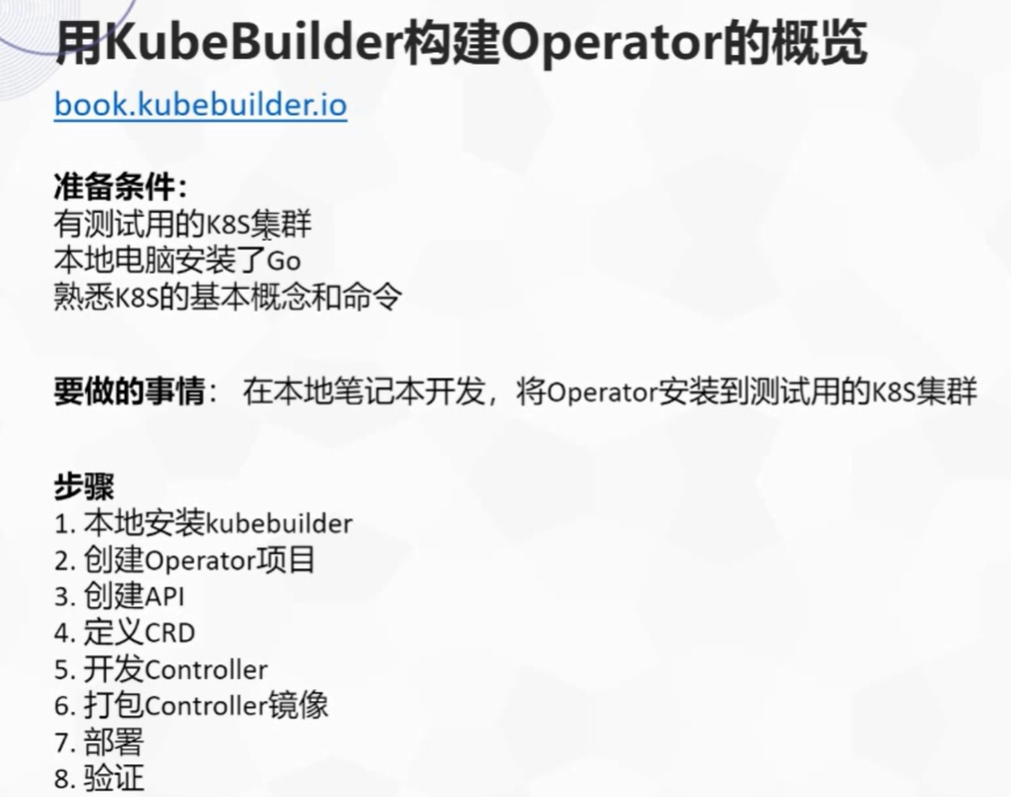 用KubeBuilder构建Operator的概览
book.kubebuilder.io
准备条件：
有测试用的K8S集群
本地电脑安装了Go
熟悉K8S的基本概念和命令
要做的事情： 在本地笔记本开发，将Operator安装到测试用的K8S集群
步骤
1. 本地安装kubebuilder
2. 创建Operator项目
3. 创建API
4. 定义CRD
5. 开发Controller
6. 打包Controller镜像
7. 部署
8. 验证